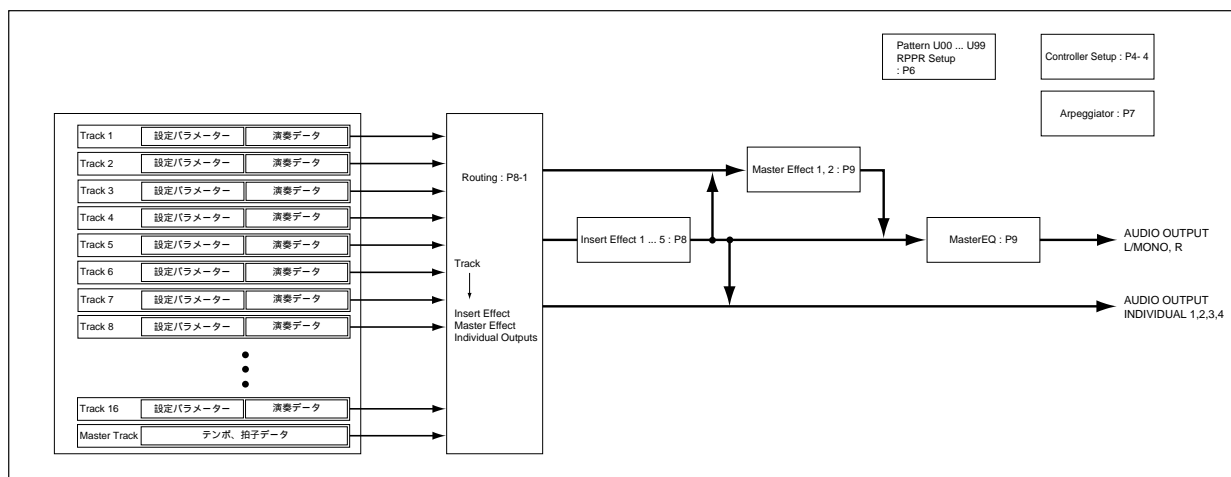 Pattern U00 ... U99
RPPR Setup
: P6
Controller Setup : P4- 4
Arpeggiator : P7
Track 1 設定パラメーター 演奏データ
Track 2 設定パラメーター 演奏データ
Track 3 設定パラメーター 演奏データ
Track 4 設定パラメーター 演奏データ
Track 5 設定パラメーター 演奏データ
Track 6 設定パラメーター 演奏データ
Track 7 設定パラメーター 演奏データ
Track 8 設定パラメーター 演奏データ
Track 16 設定パラメーター 演奏データ
Master Track テンポ、拍子データ
Routing : P8-1
Track
Insert Effect
Master Effect
Individual Outputs
Insert Effect 1 ... 5 : P8
Master Effect 1, 2 : P9
MasterEQ : P9
AUDIO OUTPUT
L/MONO, R
AUDIO OUTPUT
INDIVIDUAL 1,2,3,4